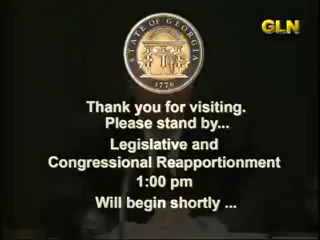 GLN
STATE OF GEORGIA
1776
Thank you for visiting.
Please stand by...
Legislative and
Congressional Reapportionment
1:00 pm
Will begin shortly ...